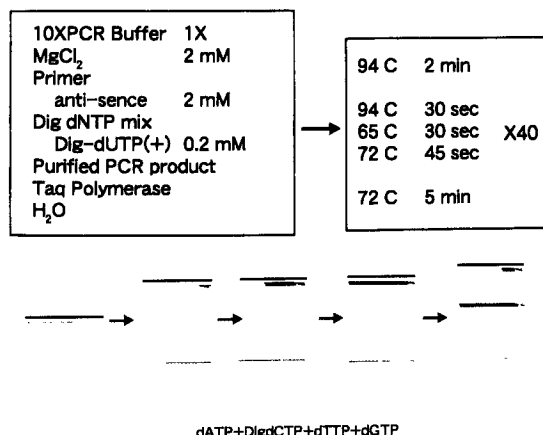 10XPCR Buffer 1X
MgCl2 2 mM
Primer
anti-sence 2 mM
Dig dNTP mix
Dig-dUTP(+) 0.2 mM
Purified PCR product
Taq Polymerase
H2O
94 C 2 min
94 C 30 sec
65 C 30 sec X40
72 C 45 sec
72 C 5 min
dATP+DigdCTP+dTTP+dGTP